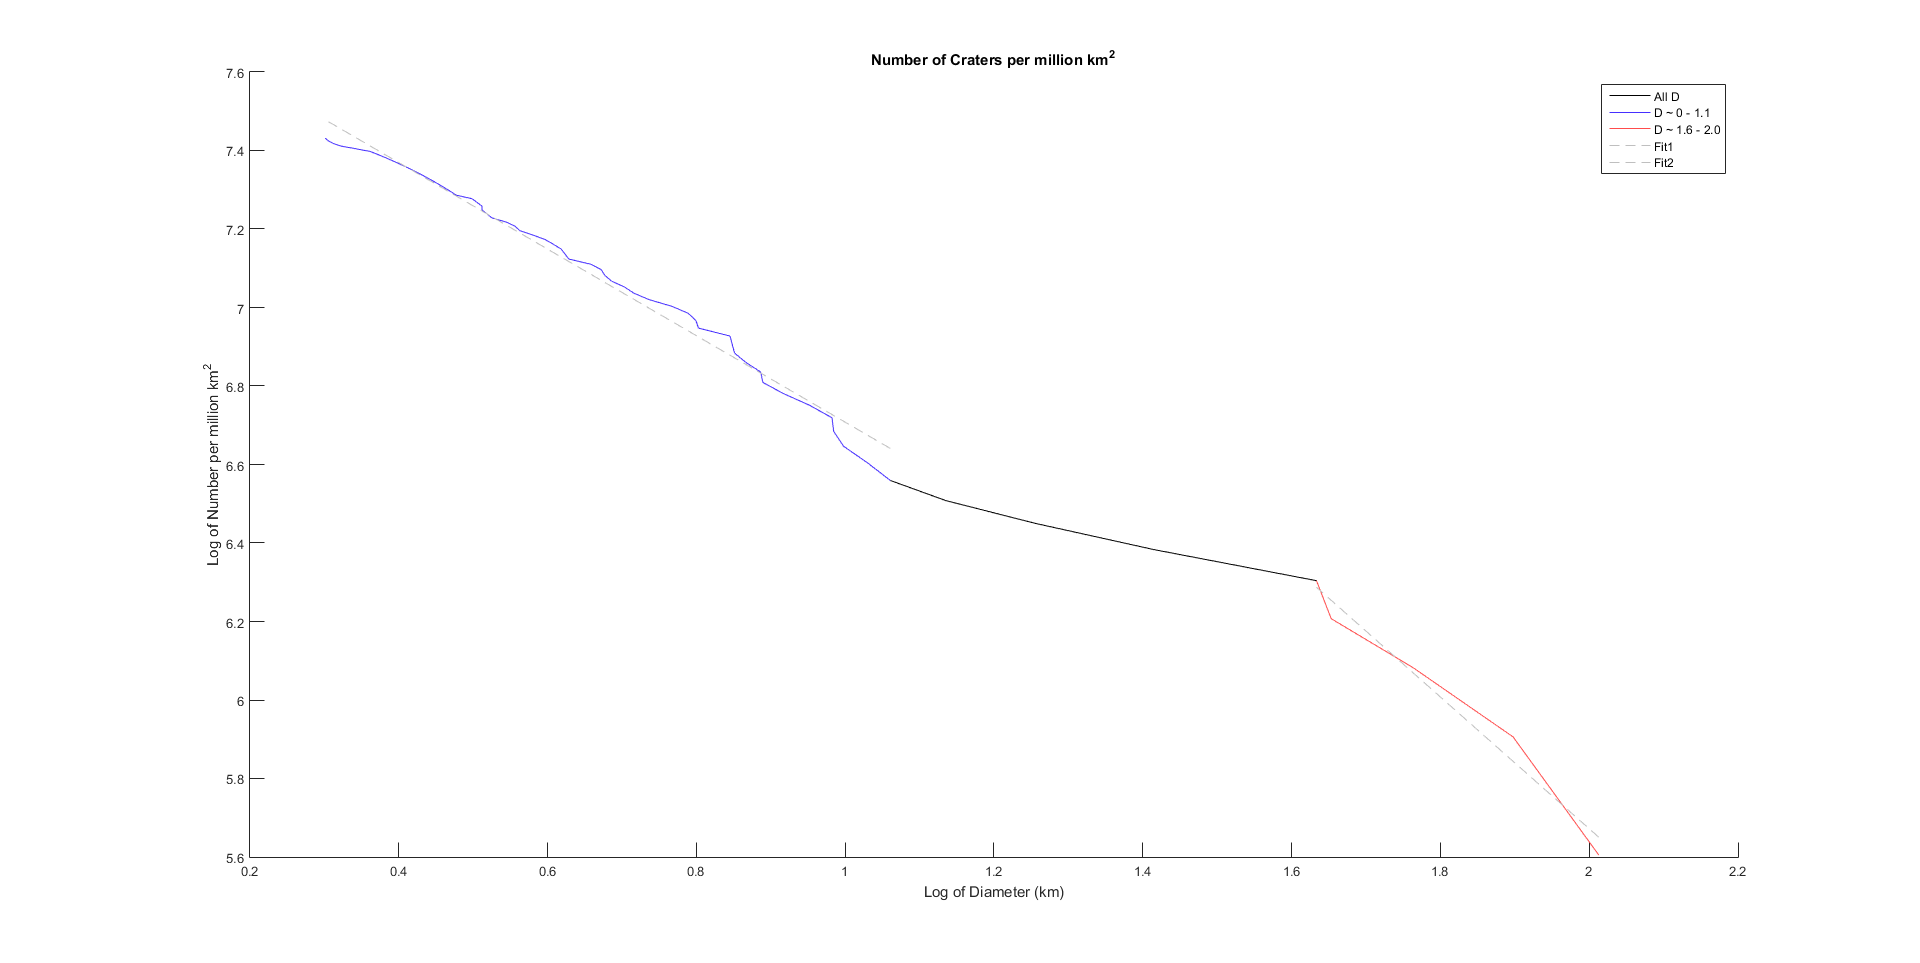 Number of Craters per million km²
7.6
7.4
7.2
7
6.8
6.6
6.4
6.2
6
5.8
5.6
Log of Number per million km²
0.2 0.4 0.6 0.8 1 1.2 1.4 1.6 1.8 2 2.2
Log of Diameter (km)
All D
D ~ 0 - 1.1
D ~ 1.6 - 2.0
Fit1
Fit2